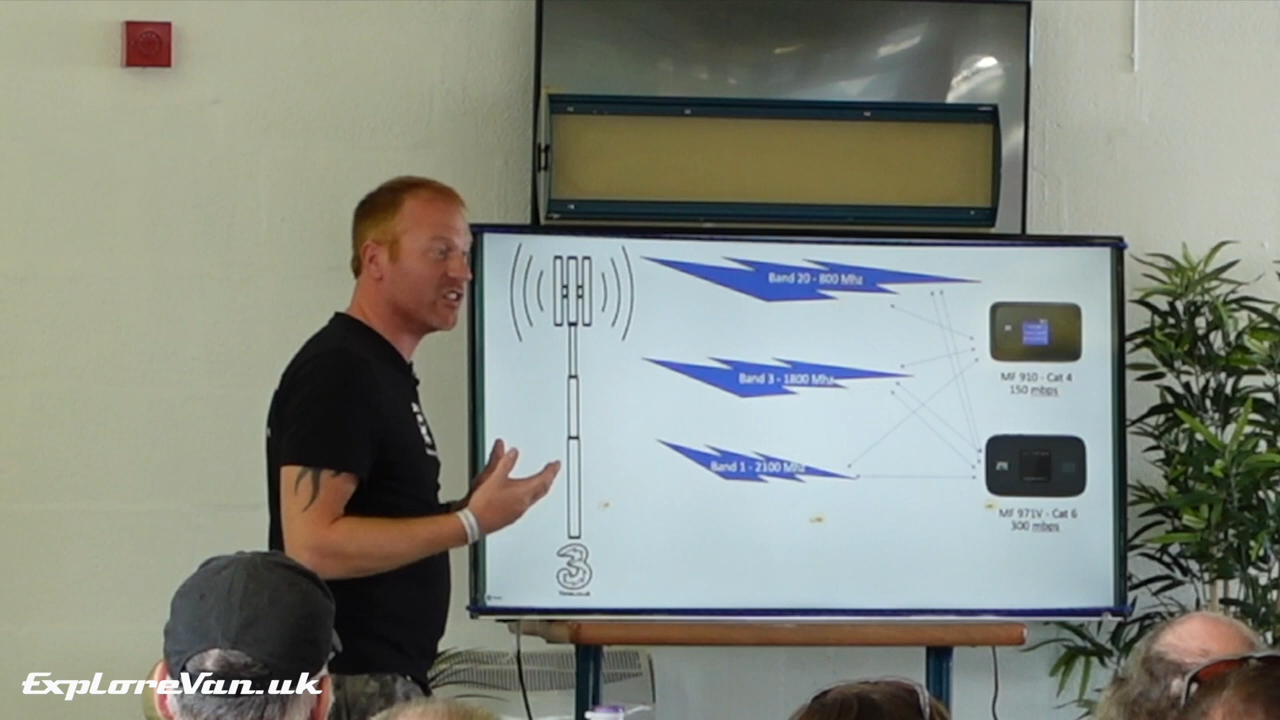 Band 20 - 800 Mhz
MF 910 - Cat 4
150 mbps
Band 3 - 1800 Mhz
Band 1 - 2100 Mhz
MF 971V - Cat 6
300 mbps
3
ExploreVan.uk